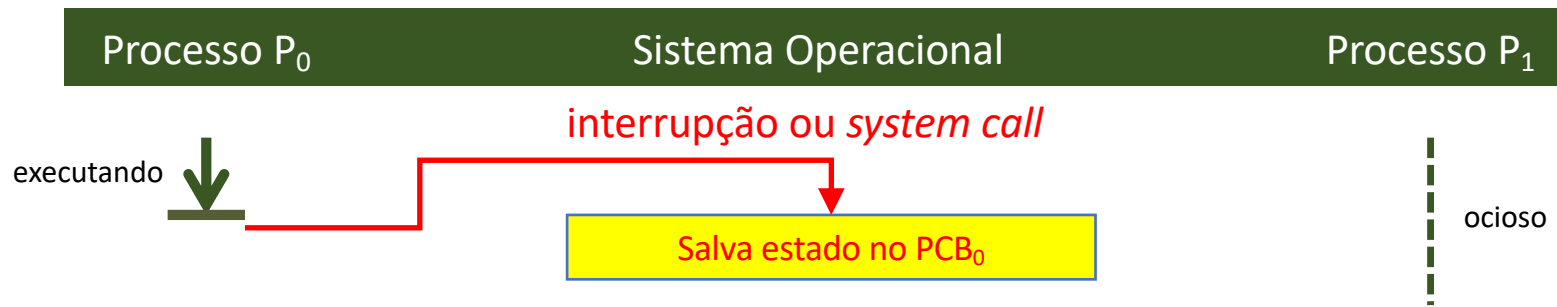 Processo P₀ Sistema Operacional Processo P₁
interrupção ou system call
executando
ocioso
Salva estado no PCB₀